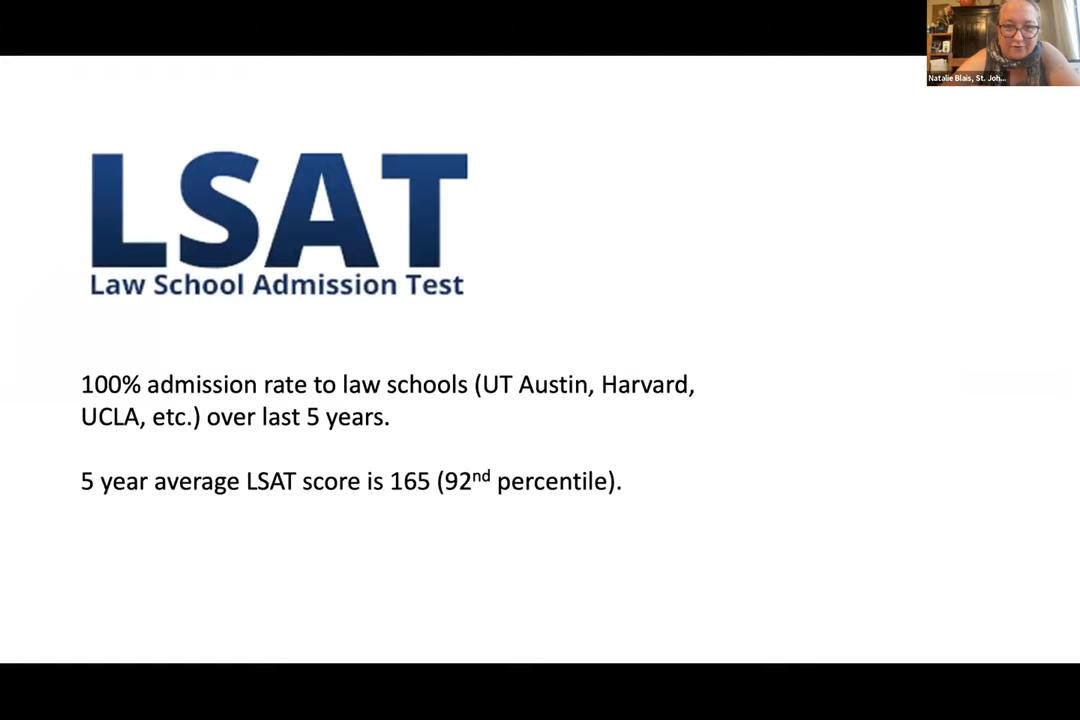 Natalie Blais, St. Joh...
LSAT
Law School Admission Test
100% admission rate to law schools (UT Austin, Harvard,
UCLA, etc.) over last 5 years.
5 year average LSAT score is 165 (92nd percentile).